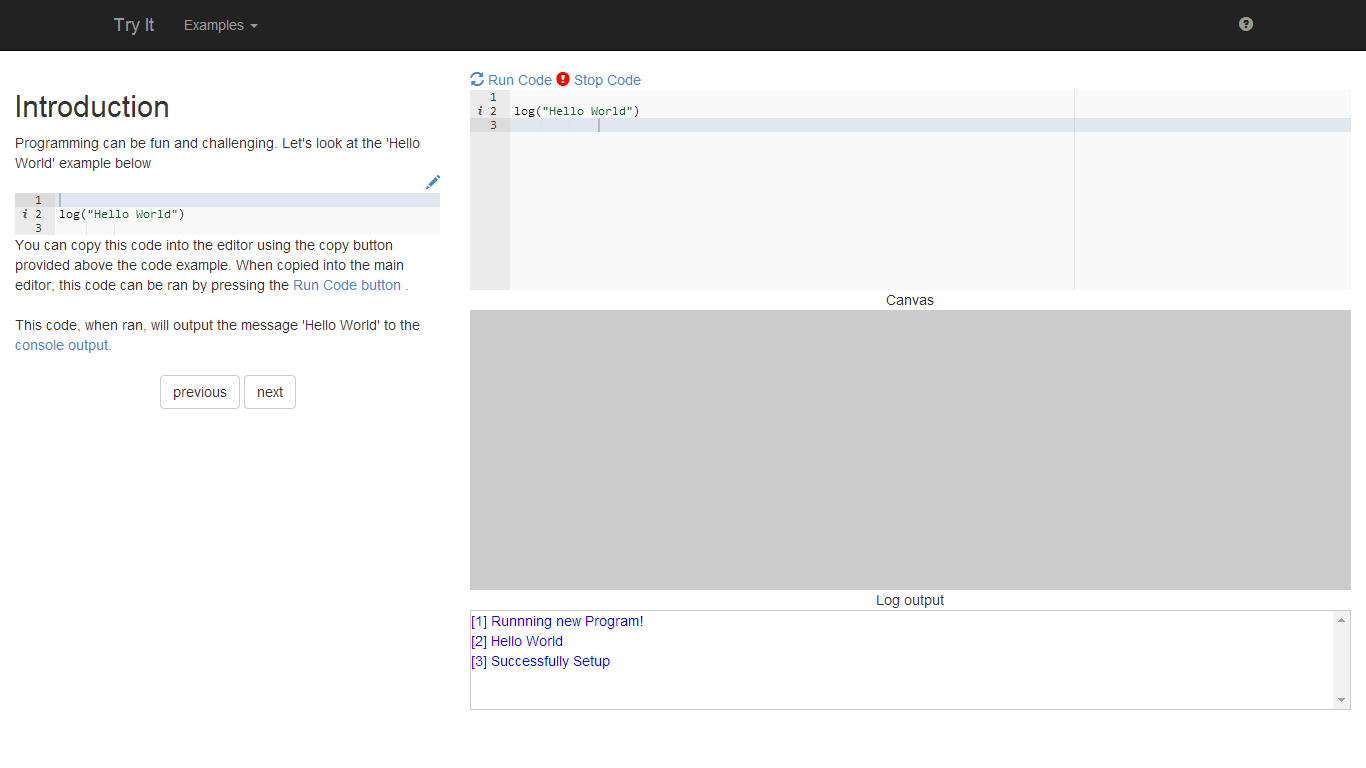 Try It Examples
Introduction
Programming can be fun and challenging. Let's look at the 'Hello
World' example below
1
i 2 log("Hello World")
3
You can copy this code into the editor using the copy button
provided above the code example. When copied into the main
editor, this code can be ran by pressing the Run Code button .
This code, when ran, will output the message 'Hello World' to the
console output.
previous next
Run Code Stop Code
1
i 2 log("Hello World")
3
Canvas
Log output
[1] Runnning new Program!
[2] Hello World
[3] Successfully Setup